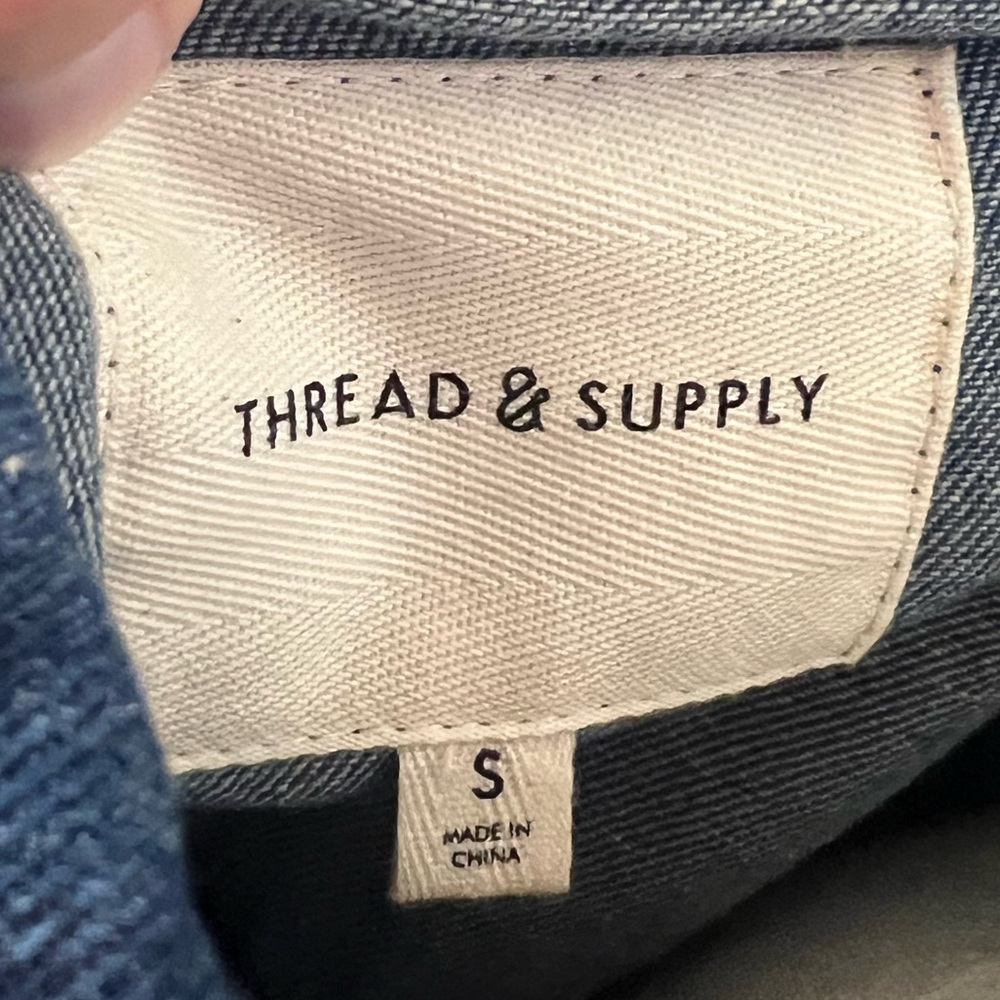 THREAD & SUPPLY
S
MADE IN
CHINA